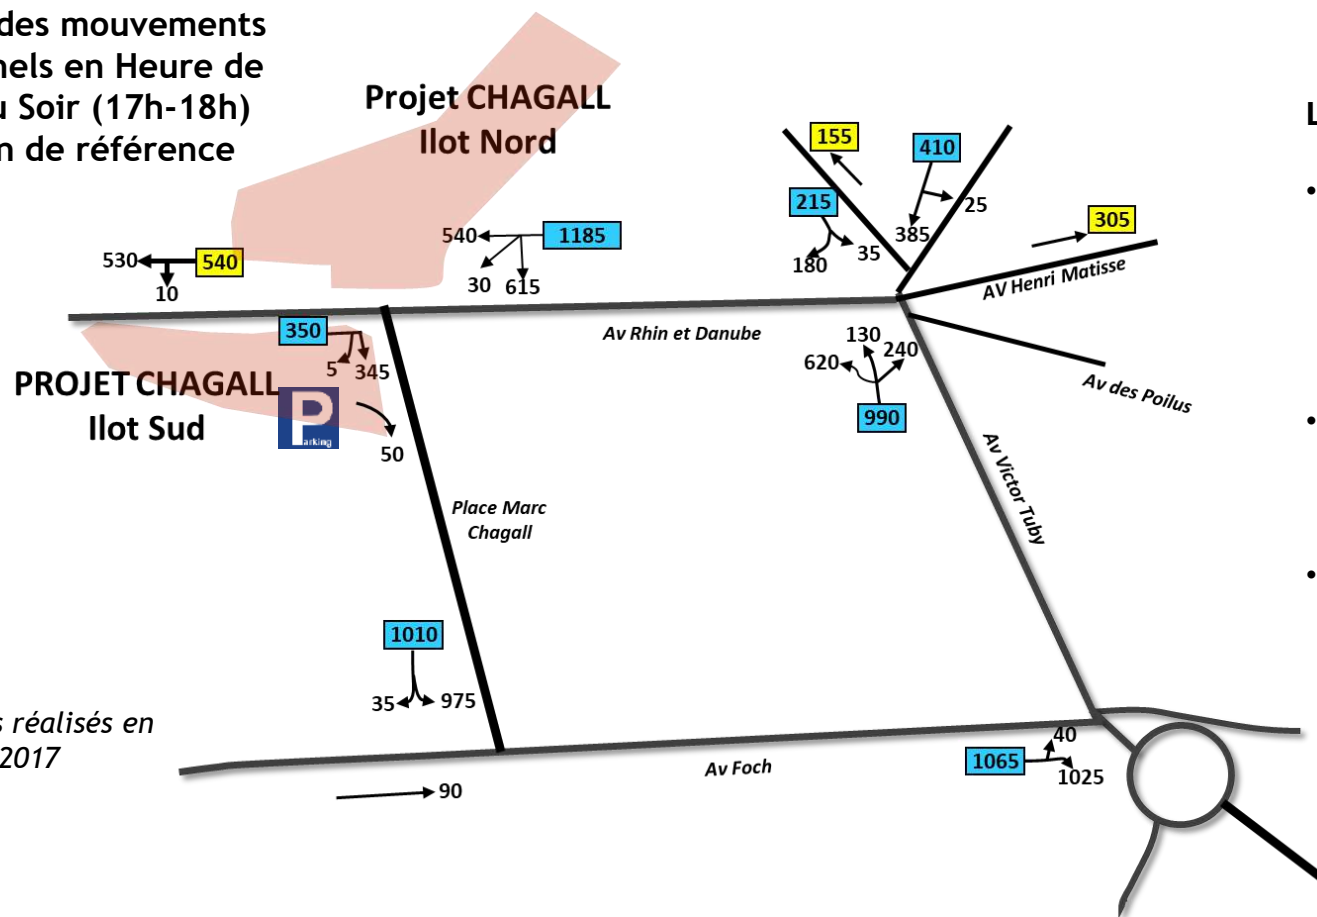 des mouvements
nels en Heure de
u Soir (17h-18h)
n de référence
Projet CHAGALL
Ilot Nord
L
155
410
215
25
385
35
180
305
AV Henri Matisse
540
1185
30
615
530
540
10
350
5
345
Av Rhin et Danube
130
240
620
990
Av des Poilus
PROJET CHAGALL
Ilot Sud
P
arking
50
Place Marc
Chagall
Av Victor Tuby
1010
35
975
s réalisés en
2017
90
Av Foch
1065
40
1025